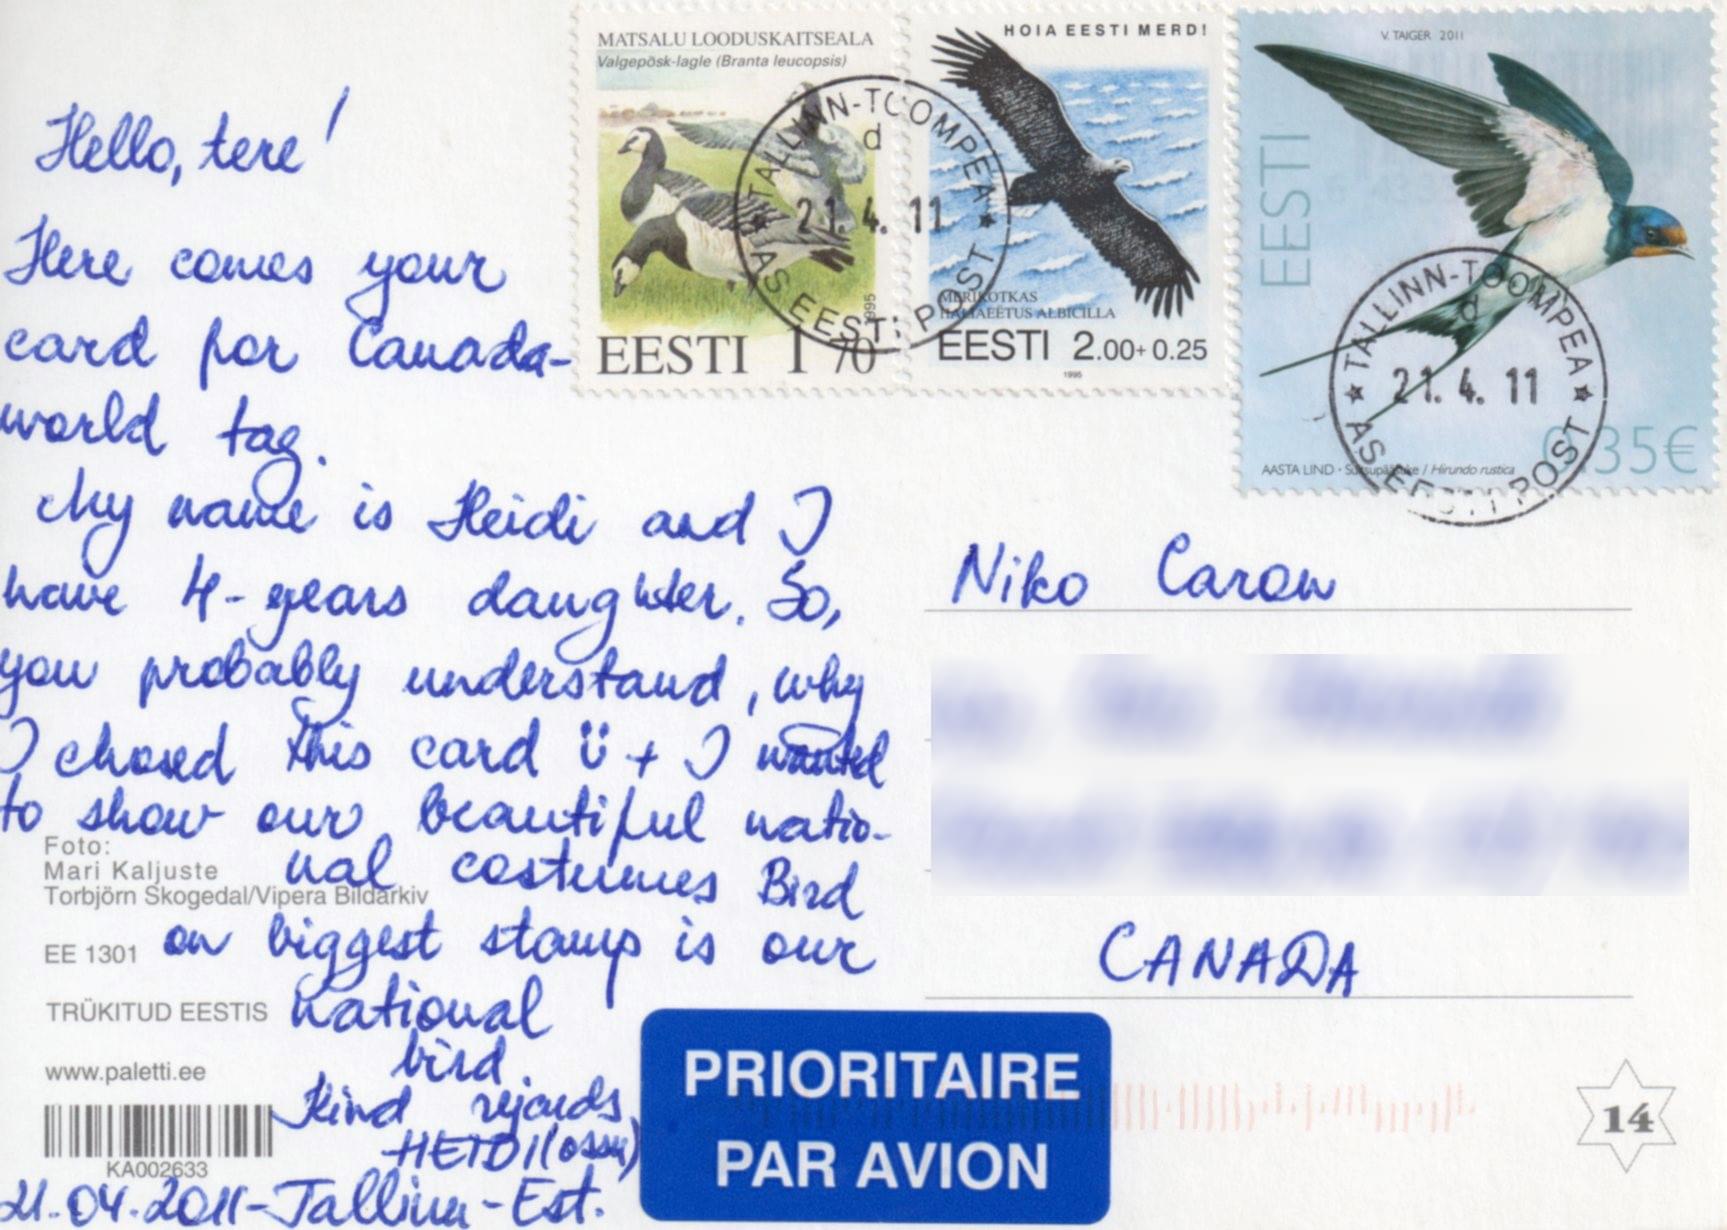 MATSALU LOODUSKAITSEALA
Valgepõsk-lagle (Branta leucopsis)
1995
EESTI 1 70
HOIA EESTI MERD!
MERIKOTKAS
HALIAEËTUS ALBICILLA
EESTI 2.00+0.25
1995
V. TAIGER 2011
EESTI
0.35€
AASTA LIND • Suitsupääsuke / Hirundo rustica
TALLINN-TOOMPEA
d
21. 4. 11
AS EESTI POST
TALLINN-TOOMPEA
d
21. 4. 11
AS EESTI POST
Hello, tere!
Here comes your
card for Canada-
world tag.
My name is Heidi and I
have 4-years daughter. So,
you probably understand, why
I chosed this card ü + I wanted
to show our beautiful natio-
nal costumes Bird
on biggest stamp is our
national
bird.
Kind regards,
HEIDI (ossu)
21.04.2011-Tallinn-Est.
Foto:
Mari Kaljuste
Torbjörn Skogedal/Vipera Bildarkiv
EE 1301
TRÜKITUD EESTIS
www.paletti.ee
KA002633
Niko Caron
CANADA
PRIORITAIRE
PAR AVION
14